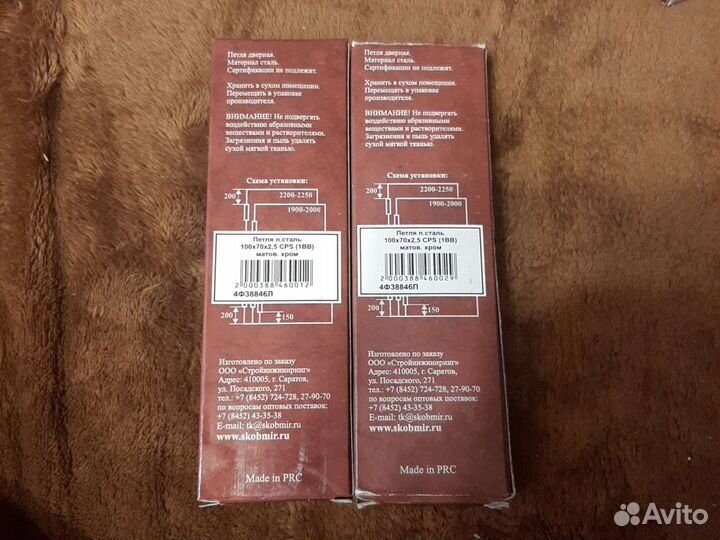 Петля дверная.
Материал сталь.
Сертификации не подлежит.
Хранить в сухом помещении.
Перемещать в упаковке
производителя.
ВНИМАНИЕ! Не подвергать
воздействию абразивными
веществами и растворителями.
Загрязнения и пыль удалять
сухой мягкой тканью.
Схема установки:
200
2200-2250
1900-2000
Петля п.сталь
100x70x2,5 CPS (1BB)
матов. хром
2 000388 460012
4Ф38846Л
200
150
Изготовлено по заказу
ООО «Стройинжиниринг»
Адрес: 410005, г. Саратов,
ул. Посадского, 271
тел.: +7 (8452) 724-728, 27-90-70
по вопросам оптовых поставок:
+7 (8452) 43-35-38
E-mail: tk@skobmir.ru
www.skobmir.ru
Made in PRC
Петля дверная.
Материал сталь.
Сертификации не подлежит.
Хранить в сухом помещении.
Перемещать в упаковке
производителя.
ВНИМАНИЕ! Не подвергать
воздействию абразивными
веществами и растворителями.
Загрязнения и пыль удалять
сухой мягкой тканью.
Схема установки:
200
2200-2250
1900-2000
Петля п.сталь
100x70x2,5 CPS (1BB)
матов. хром
2 000388 460029
4Ф38846П
200
150
Изготовлено по заказу
ООО «Стройинжиниринг»
Адрес: 410005, г. Саратов,
ул. Посадского, 271
тел.: +7 (8452) 724-728, 27-90-70
по вопросам оптовых поставок:
+7 (8452) 43-35-38
E-mail: tk@skobmir.ru
www.skobmir.ru
Made in PRC
Avito